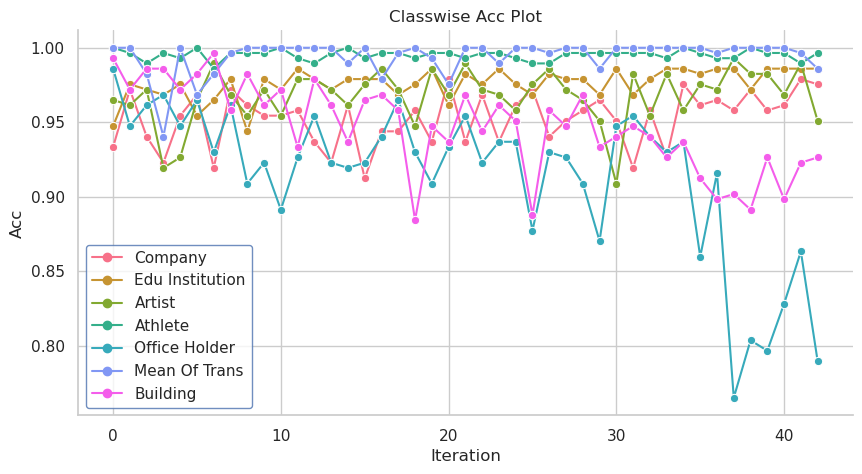 Classwise Acc Plot
1.00
0.95
0.90
0.85
0.80
Acc
Company
Edu Institution
Artist
Athlete
Office Holder
Mean Of Trans
Building
0 10 20 30 40
Iteration